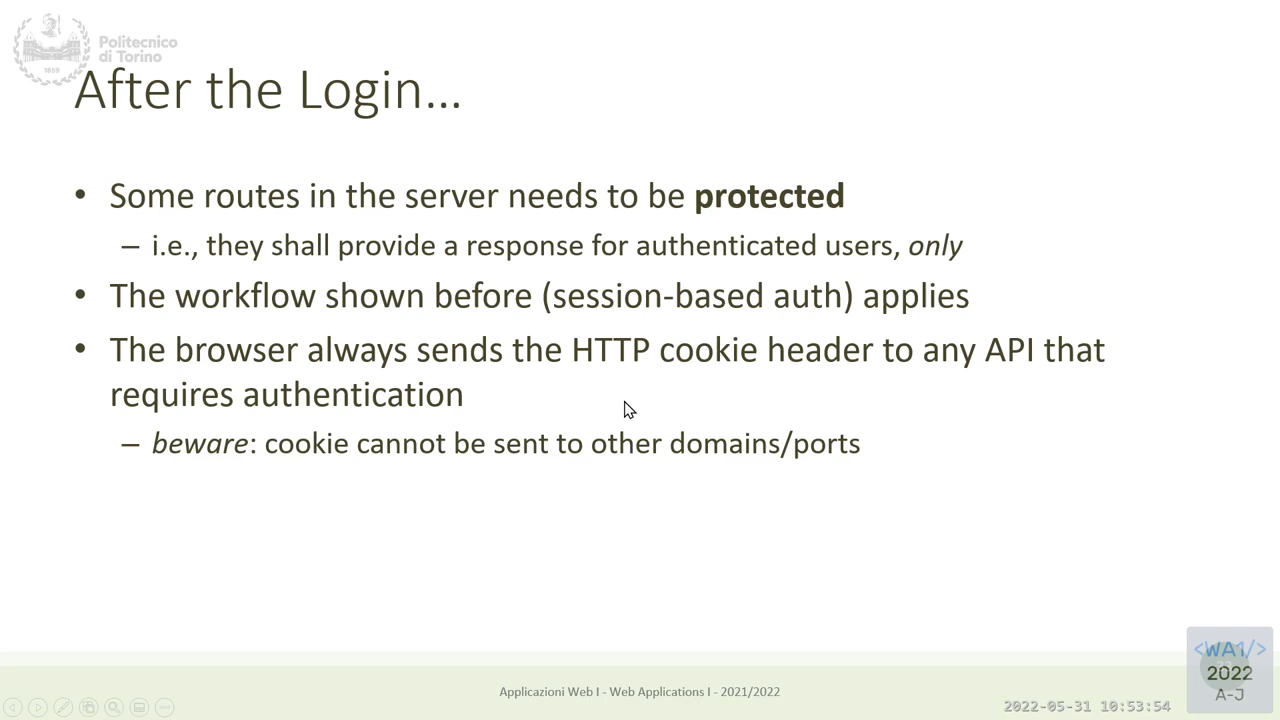 Politecnico
di Torino
1859
After the Login…
• Some routes in the server needs to be protected
– i.e., they shall provide a response for authenticated users, only
• The workflow shown before (session-based auth) applies
• The browser always sends the HTTP cookie header to any API that
requires authentication
– beware: cookie cannot be sent to other domains/ports
Applicazioni Web I - Web Applications I - 2021/2022
2022-05-31 10:53:54
<WA1/>
2022
A-J